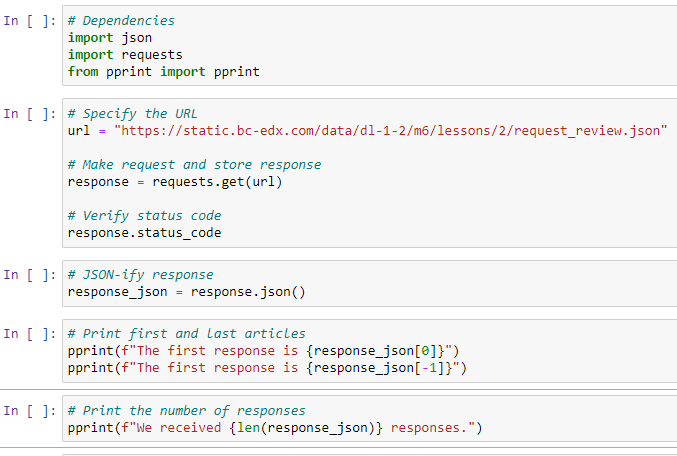 In [ ]: # Dependencies
import json
import requests
from pprint import pprint
In [ ]: # Specify the URL
url = "https://static.bc-edx.com/data/dl-1-2/m6/lessons/2/request_review.json"
# Make request and store response
response = requests.get(url)
# Verify status code
response.status_code
In [ ]: # JSON-ify response
response_json = response.json()
In [ ]: # Print first and last articles
pprint(f"The first response is {response_json[0]}")
pprint(f"The first response is {response_json[-1]}")
In [ ]: # Print the number of responses
pprint(f"We received {len(response_json)} responses.")